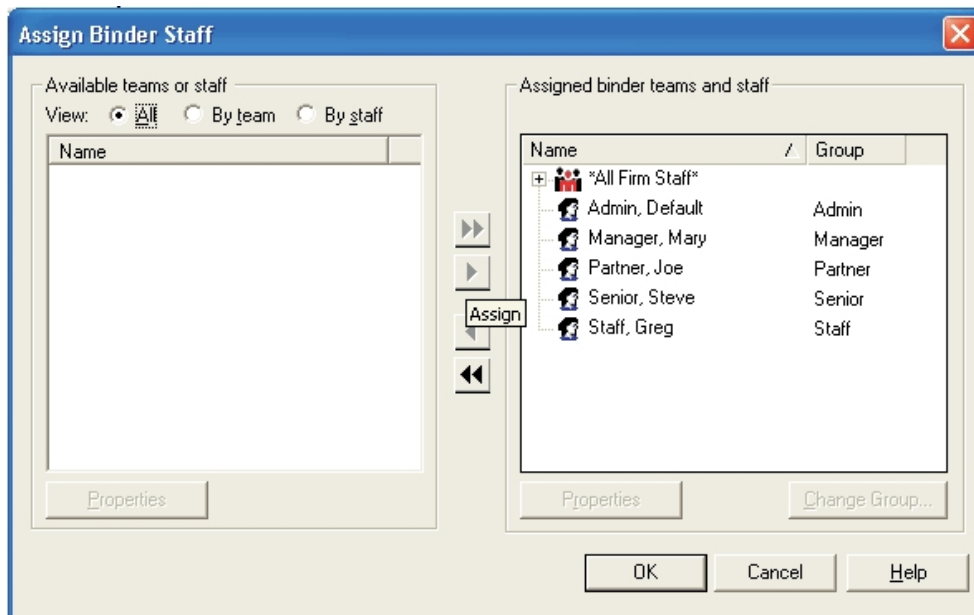 Assign Binder Staff
Available teams or staff
View: All By team By staff
Name
Properties
Assign
Assigned binder teams and staff
Name Group
*All Firm Staff*
Admin, Default Admin
Manager, Mary Manager
Partner, Joe Partner
Senior, Steve Senior
Staff, Greg Staff
Properties Change Group...
OK Cancel Help